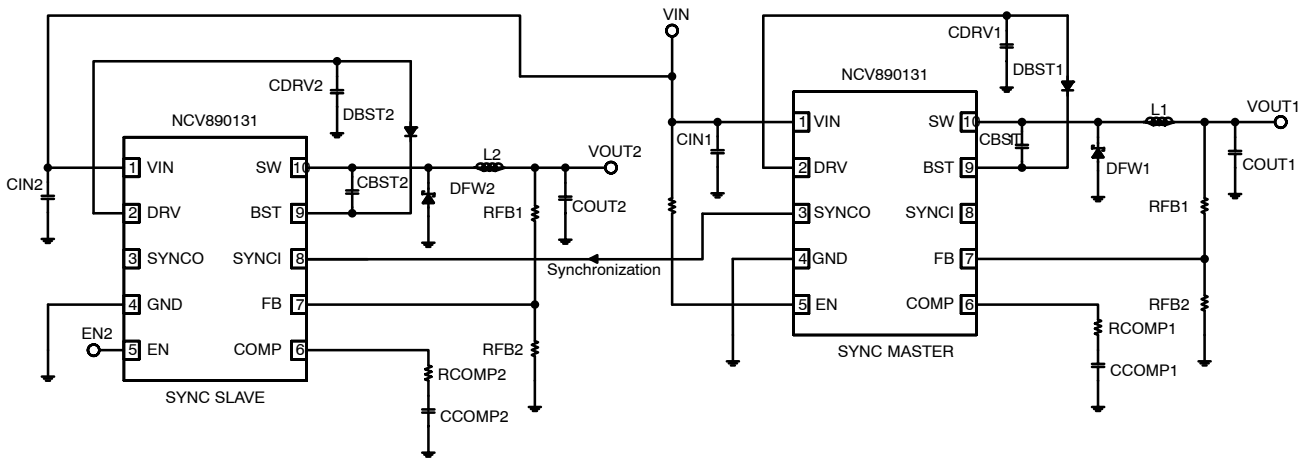 VIN
CDRV1
DBST1
NCV890131
CDRV2
DBST2
NCV890131
1 VIN
SW 10
L1
VOUT1
CIN1
CBST1
2 DRV
BST 9
DFW1
COUT1
3 SYNCO
SYNCI 8
RFB1
4 GND
FB 7
5 EN
COMP 6
RFB2
RCOMP1
CCOMP1
SYNC MASTER
1 VIN
SW 10
L2
VOUT2
CIN2
CBST2
DFW2
COUT2
2 DRV
BST 9
RFB1
3 SYNCO
SYNCI 8
Synchronization
4 GND
FB 7
EN2
5 EN
COMP 6
RFB2
RCOMP2
CCOMP2
SYNC SLAVE